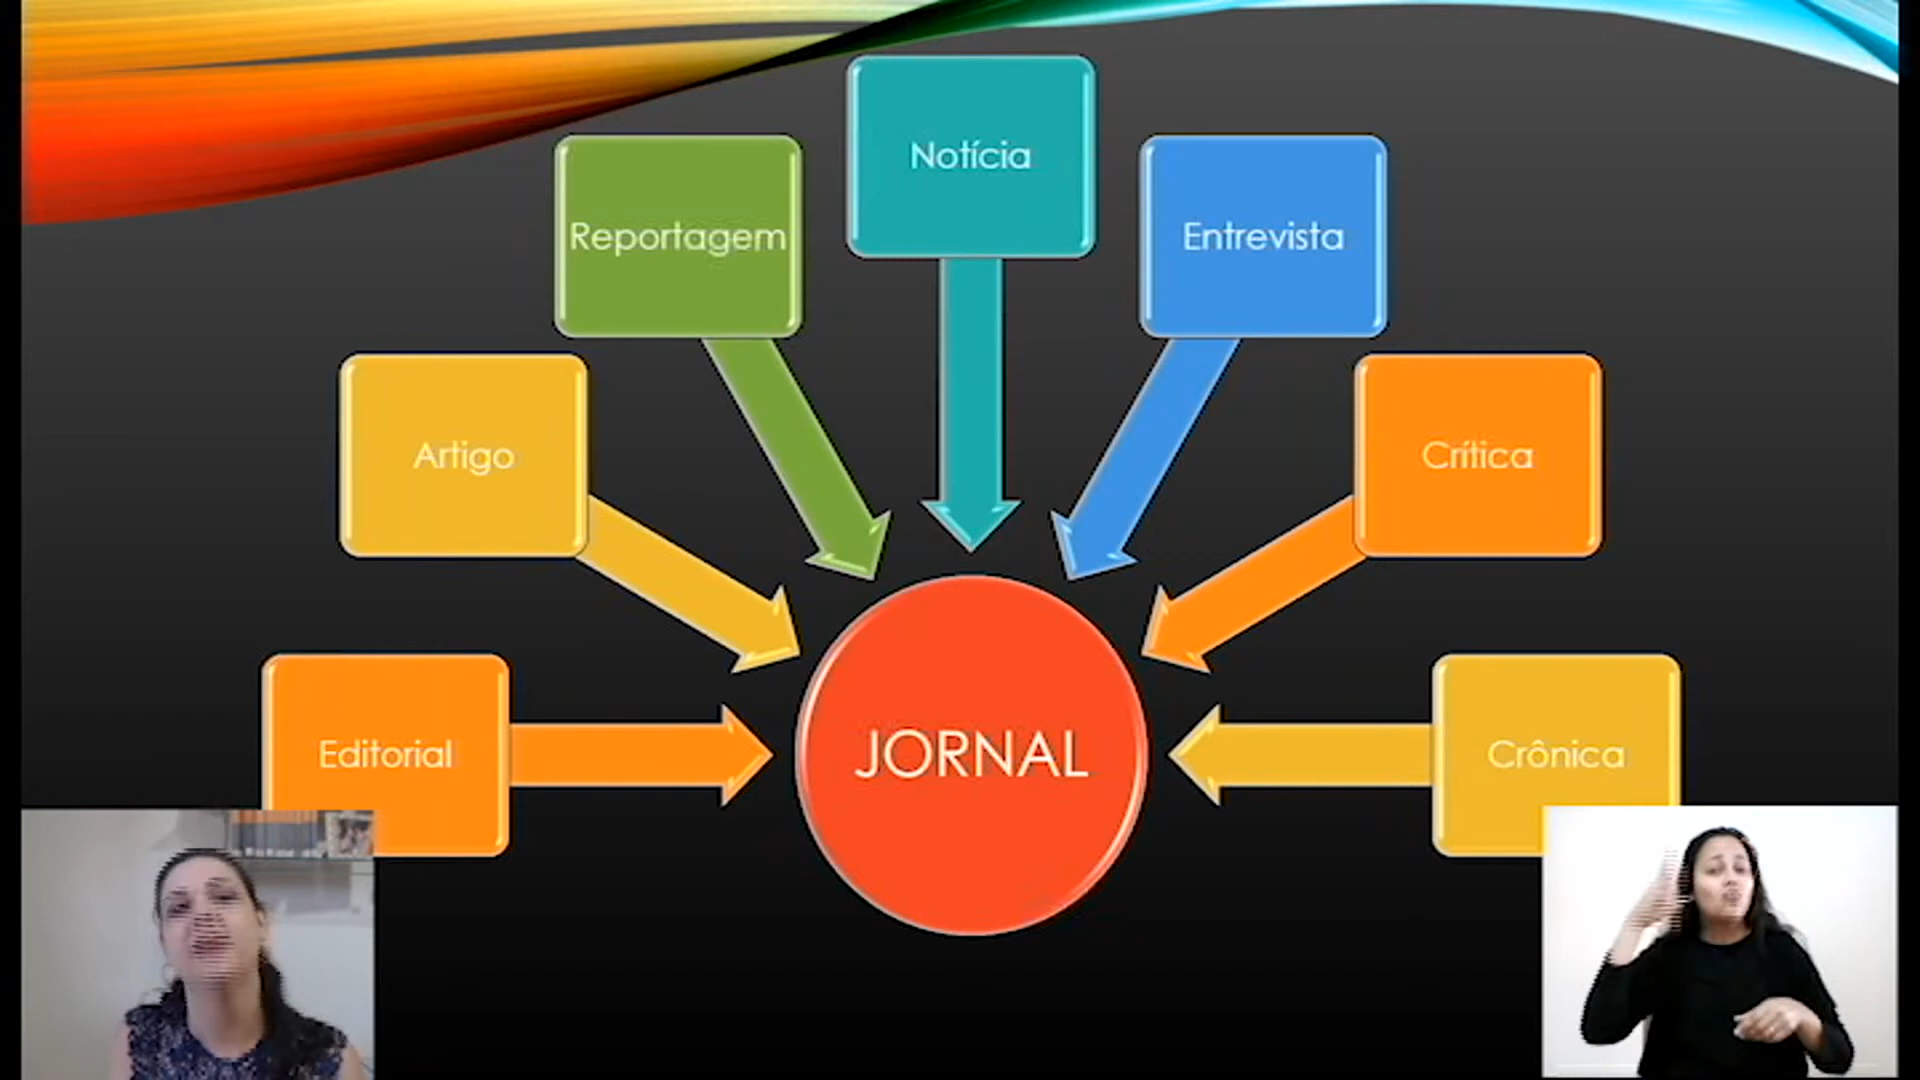 Notícia
Reportagem
Entrevista
Artigo
Crítica
Editorial
JORNAL
Crônica